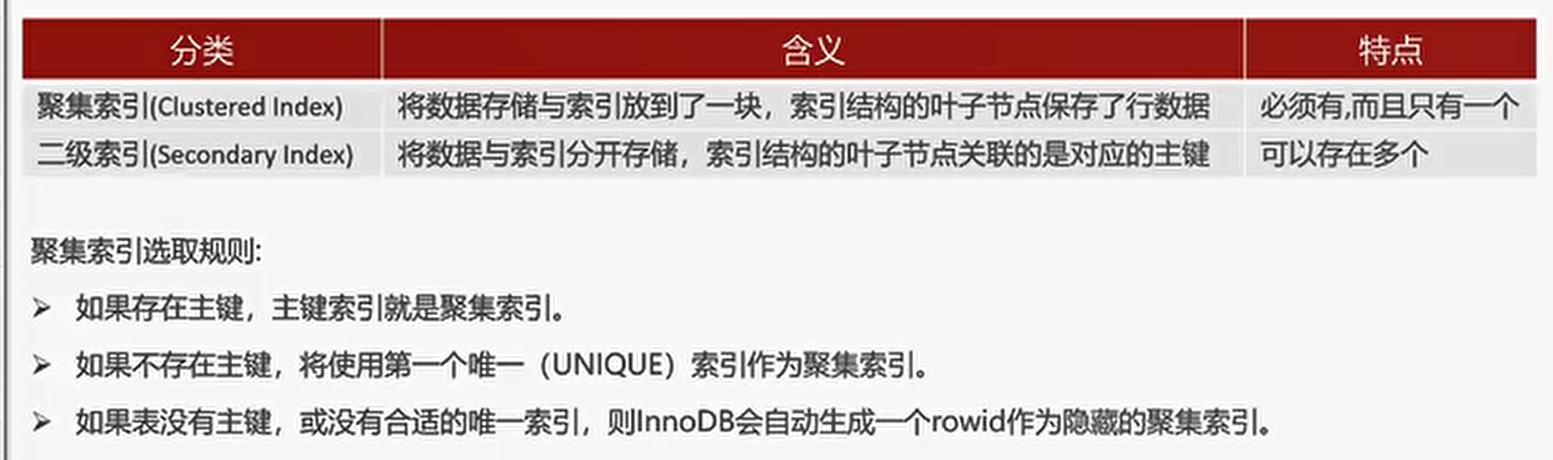 分类 含义 特点
聚集索引(Clustered Index) 将数据存储与索引放到了一块，索引结构的叶子节点保存了行数据 必须有,而且只有一个
二级索引(Secondary Index) 将数据与索引分开存储，索引结构的叶子节点关联的是对应的主键 可以存在多个
聚集索引选取规则:
➢ 如果存在主键，主键索引就是聚集索引。
➢ 如果不存在主键，将使用第一个唯一（UNIQUE）索引作为聚集索引。
➢ 如果表没有主键，或没有合适的唯一索引，则InnoDB会自动生成一个rowid作为隐藏的聚集索引。